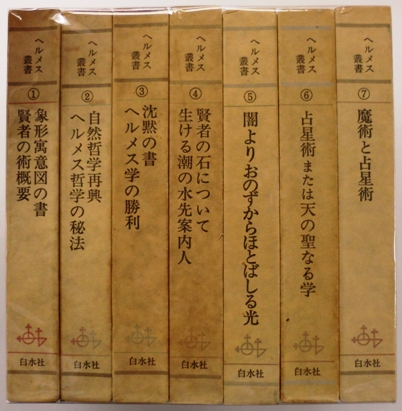 ヘルメス
叢書
①
象形寓意図の書
賢者の術概要
白水社
ヘルメス
叢書
②
自然哲学再興
ヘルメス哲学の秘法
白水社
ヘルメス
叢書
③
沈黙の書
ヘルメス学の勝利
白水社
ヘルメス
叢書
④
賢者の石について
生ける潮の水先案内人
白水社
ヘルメス
叢書
⑤
闇よりおのずからほとばしる光
白水社
ヘルメス
叢書
⑥
占星術または天の聖なる学
白水社
ヘルメス
叢書
⑦
魔術と占星術
白水社